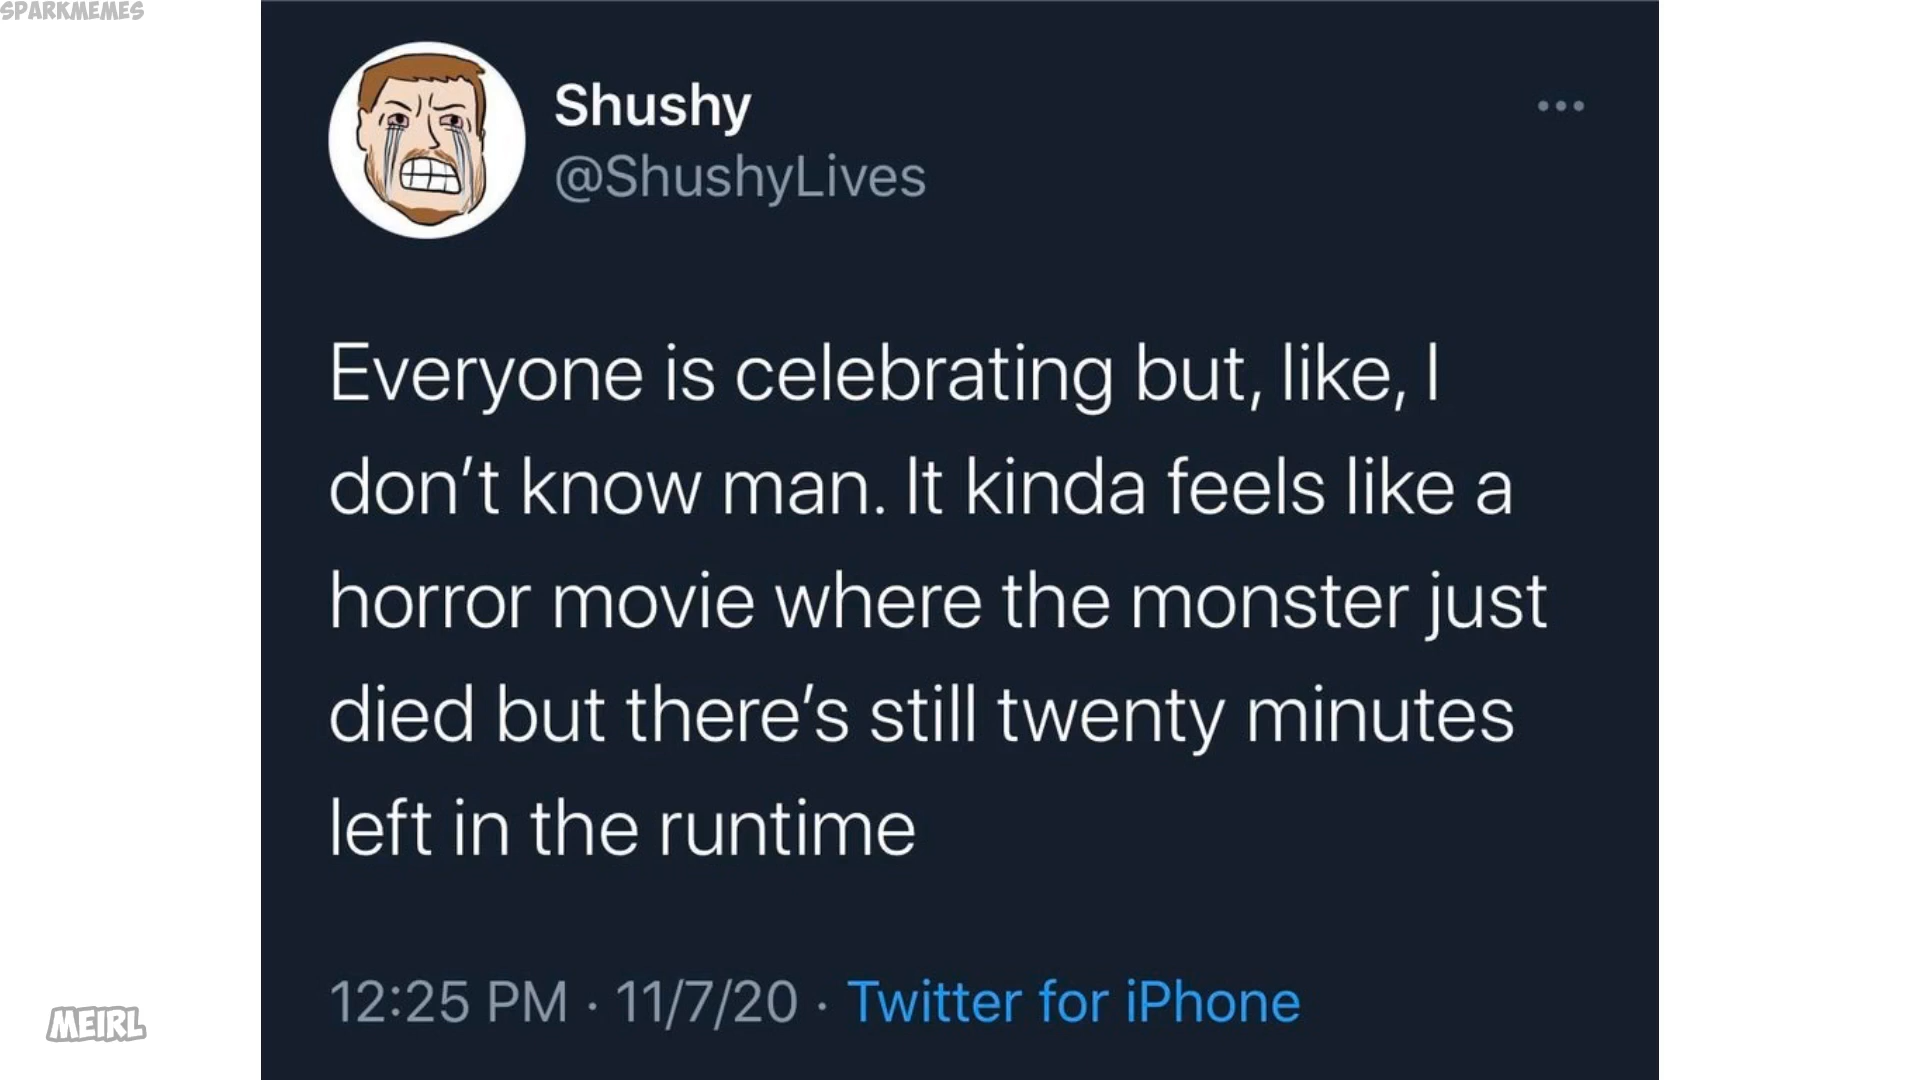 SPARKMEMES
Shushy
@ShushyLives
Everyone is celebrating but, like, I
don’t know man. It kinda feels like a
horror movie where the monster just
died but there’s still twenty minutes
left in the runtime
12:25 PM · 11/7/20 · Twitter for iPhone
MEIRL